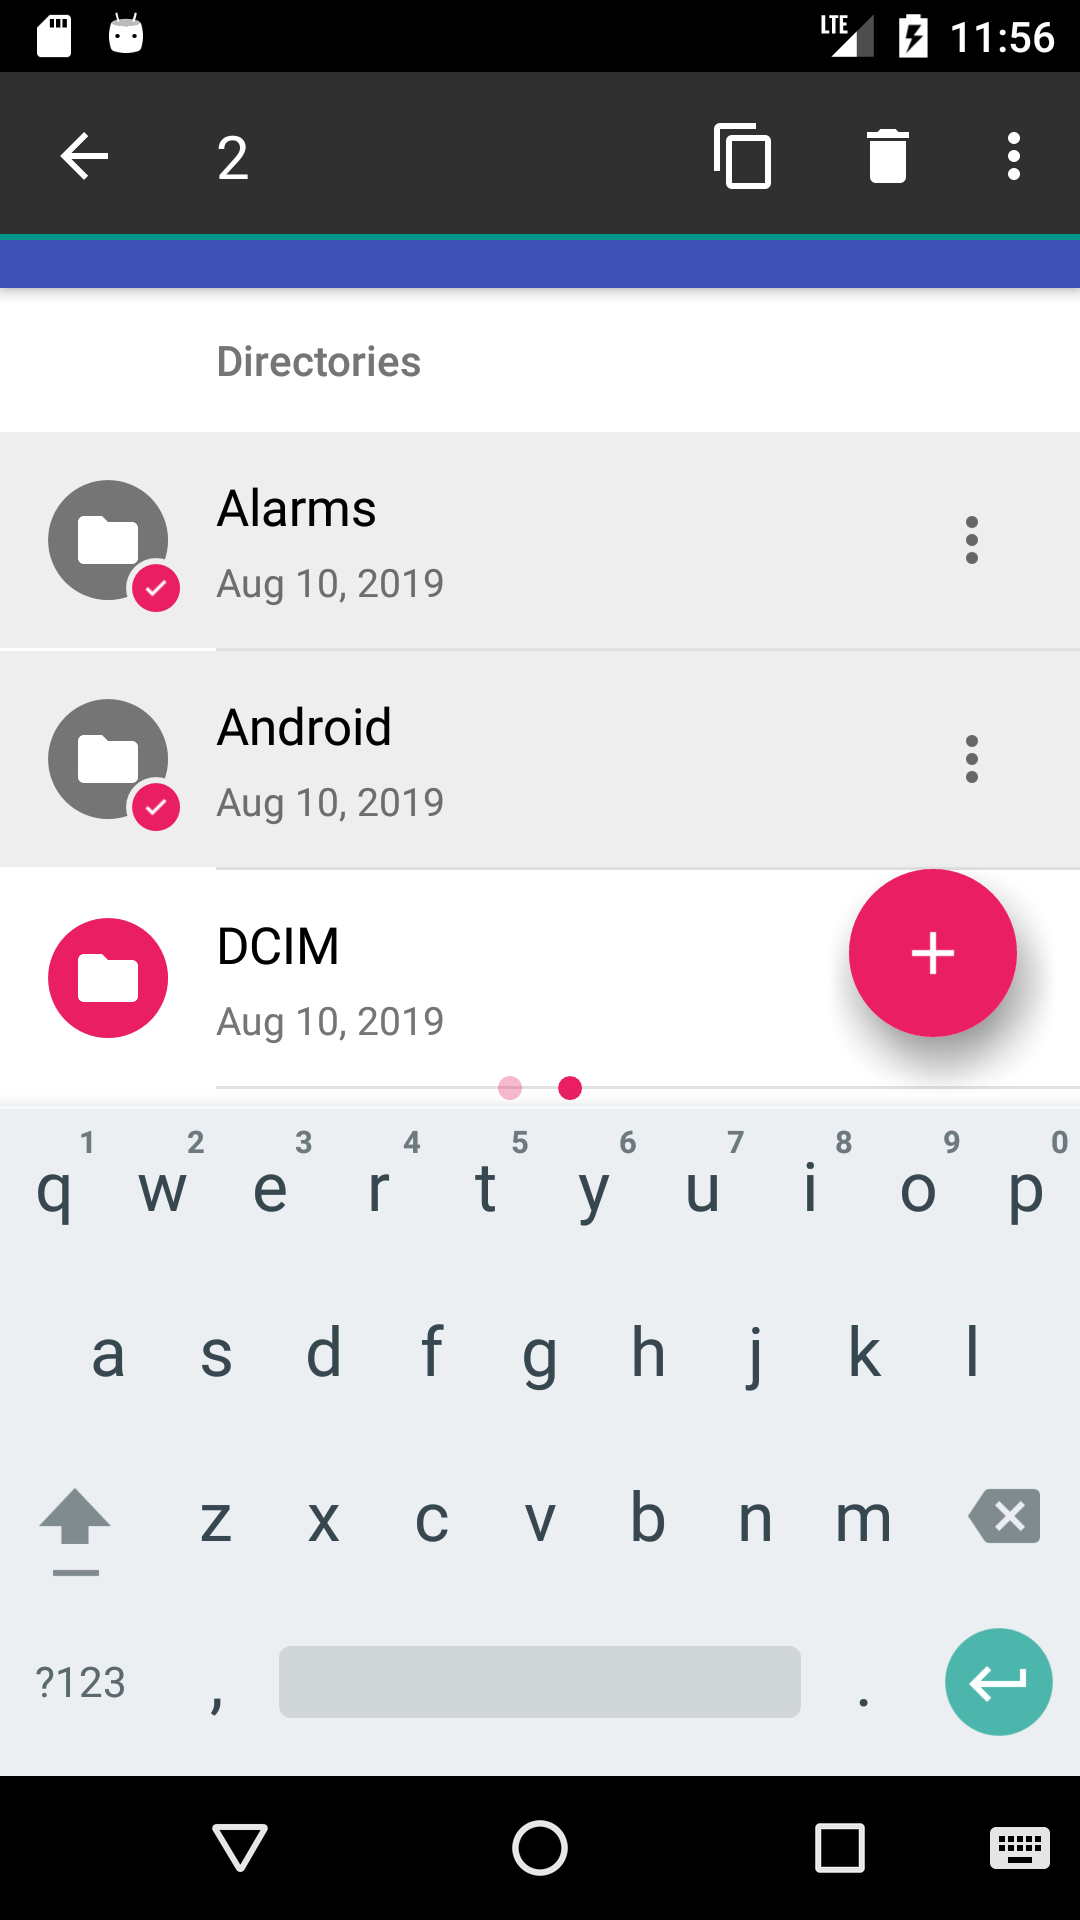 LTE 11:56
2
Directories
Alarms
Aug 10, 2019
Android
Aug 10, 2019
DCIM
Aug 10, 2019
1 2 3 4 5 6 7 8 9 0
q w e r t y u i o p
a s d f g h j k l
z x c v b n m
?123 , .